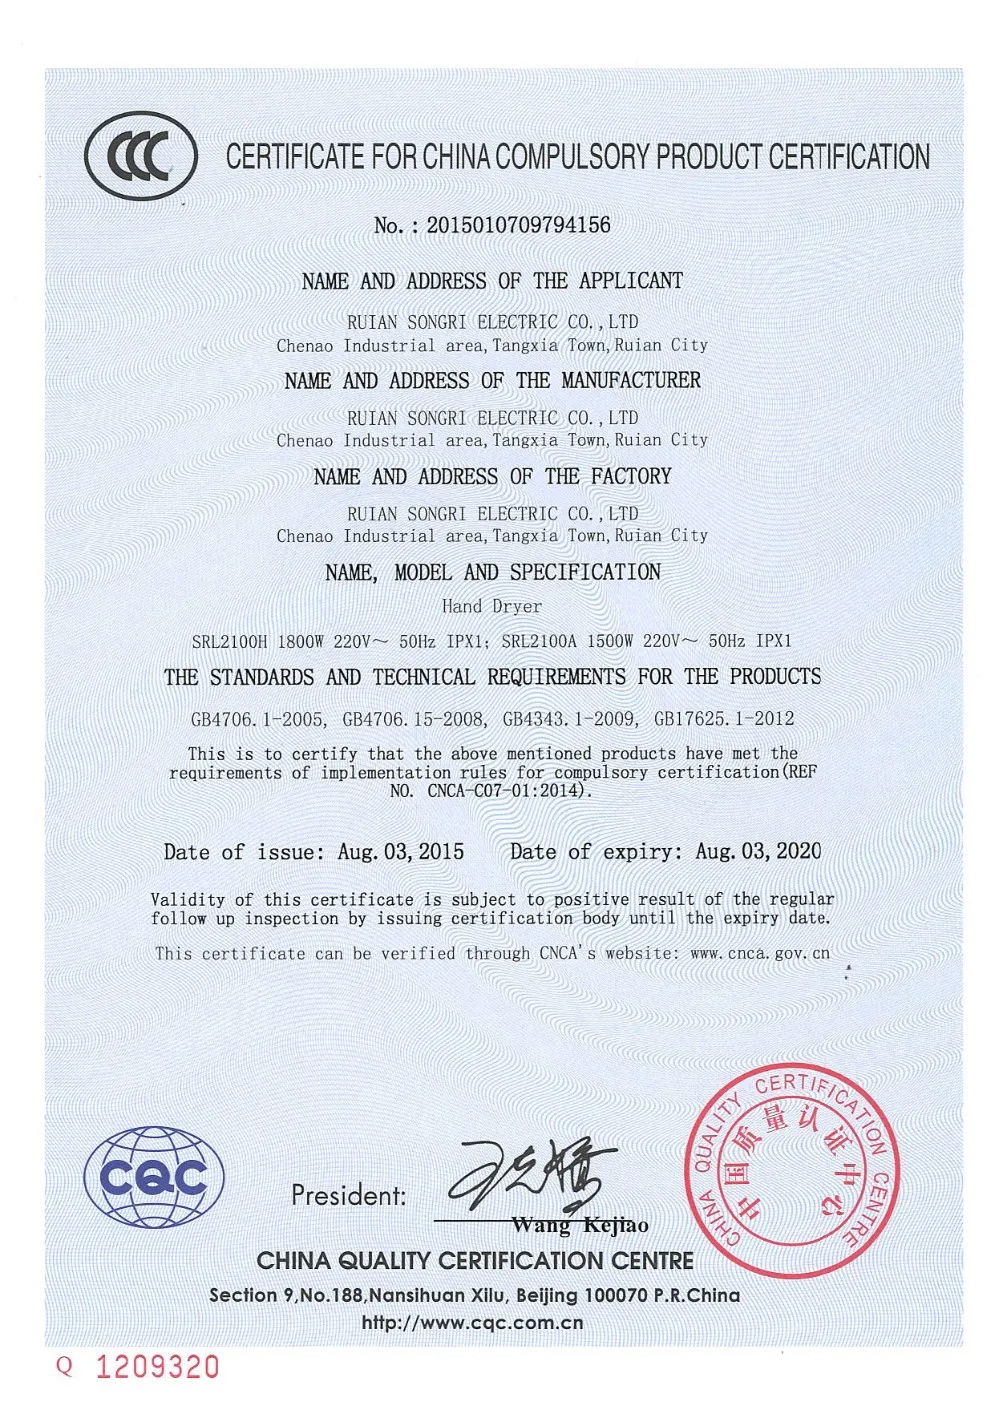 CCC
CERTIFICATE FOR CHINA COMPULSORY PRODUCT CERTIFICATION
No.: 2015010709794156
NAME AND ADDRESS OF THE APPLICANT
RUIAN SONGRI ELECTRIC CO.,LTD
Chenao Industrial area,Tangxia Town,Ruian City
NAME AND ADDRESS OF THE MANUFACTURER
RUIAN SONGRI ELECTRIC CO.,LTD
Chenao Industrial area,Tangxia Town,Ruian City
NAME AND ADDRESS OF THE FACTORY
RUIAN SONGRI ELECTRIC CO.,LTD
Chenao Industrial area,Tangxia Town,Ruian City
NAME, MODEL AND SPECIFICATION
Hand Dryer
SRL2100H 1800W 220V～ 50Hz IPX1; SRL2100A 1500W 220V～ 50Hz IPX1
THE STANDARDS AND TECHNICAL REQUIREMENTS FOR THE PRODUCTS
GB4706.1-2005, GB4706.15-2008, GB4343.1-2009, GB17625.1-2012
This is to certify that the above mentioned products have met the
requirements of implementation rules for compulsory certification(REF
NO. CNCA-C07-01:2014).
Date of issue: Aug.03,2015 Date of expiry: Aug.03,2020
Validity of this certificate is subject to positive result of the regular
follow up inspection by issuing certification body until the expiry date.
This certificate can be verified through CNCA's website: www.cnca.gov.cn
CHINA QUALITY CERTIFICATION CENTRE
中国质量认证中心
CQC
President:
王克娇
Wang Kejiao
CHINA QUALITY CERTIFICATION CENTRE
Section 9,No.188,Nansihuan Xilu, Beijing 100070 P.R.China
http://www.cqc.com.cn
Q 1209320